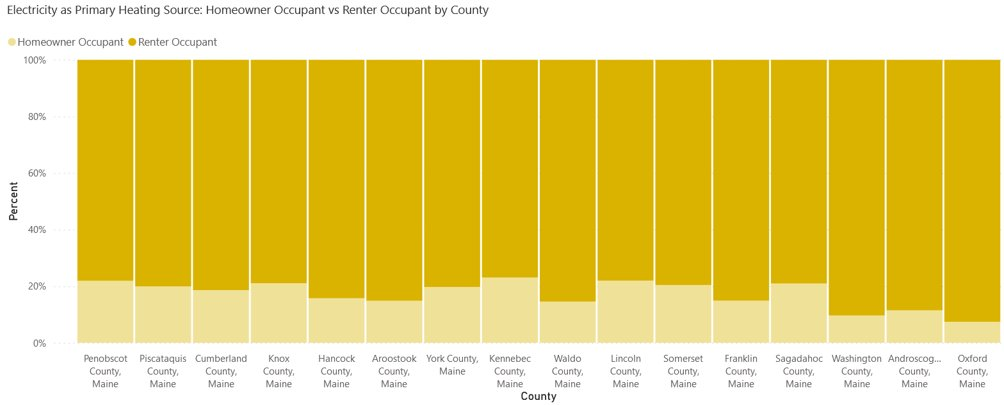 Electricity as Primary Heating Source: Homeowner Occupant vs Renter Occupant by County
Homeowner Occupant Renter Occupant
100%
80%
60%
40%
20%
0%
Percent
Penobscot County, Maine
Piscataquis County, Maine
Cumberland County, Maine
Knox County, Maine
Hancock County, Maine
Aroostook County, Maine
York County, Maine
Kennebec County, Maine
Waldo County, Maine
Lincoln County, Maine
Somerset County, Maine
Franklin County, Maine
Sagadahoc County, Maine
Washington County, Maine
Androscog... County, Maine
Oxford County, Maine
County